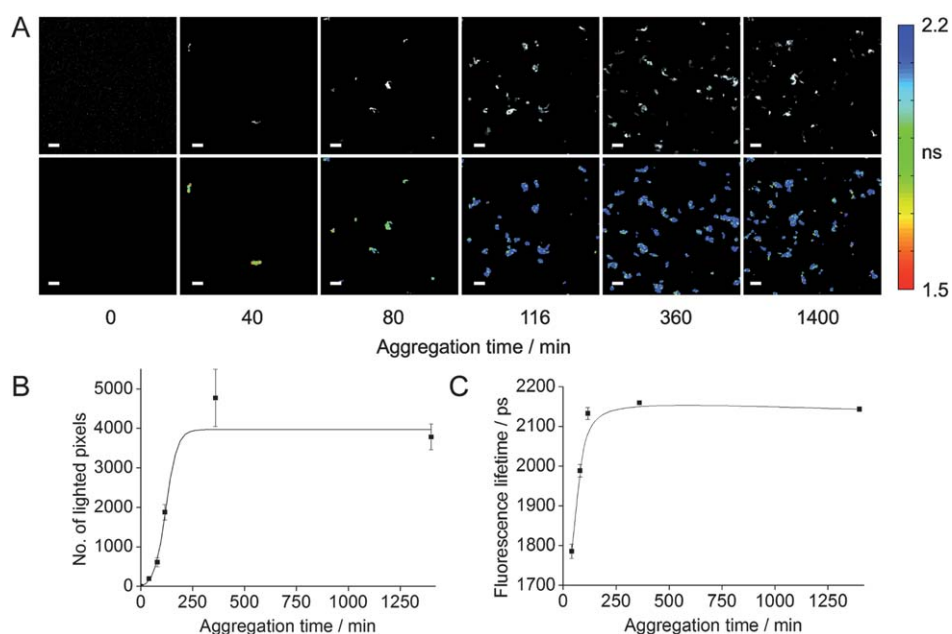 A
2.2
ns
1.5
0 40 80 116 360 1400
Aggregation time / min
B
No. of lighted pixels
5000
4000
3000
2000
1000
0
0 250 500 750 1000 1250
Aggregation time / min
C
Fluorescence lifetime / ps
2200
2100
2000
1900
1800
1700
0 250 500 750 1000 1250
Aggregation time / min